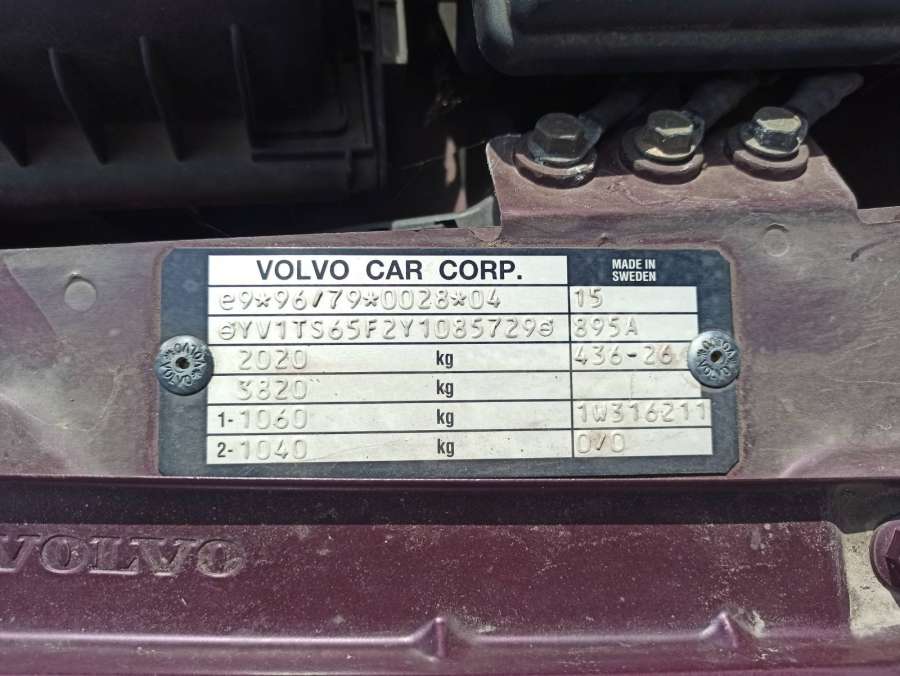 VOLVO CAR CORP. MADE IN SWEDEN
e9*96/79*0028*04 15
YV1TS65F2Y1085729 895A
2020 kg 436-26
3820 kg
1-1060 kg 1W316211
2-1040 kg 0/0
VOLVO